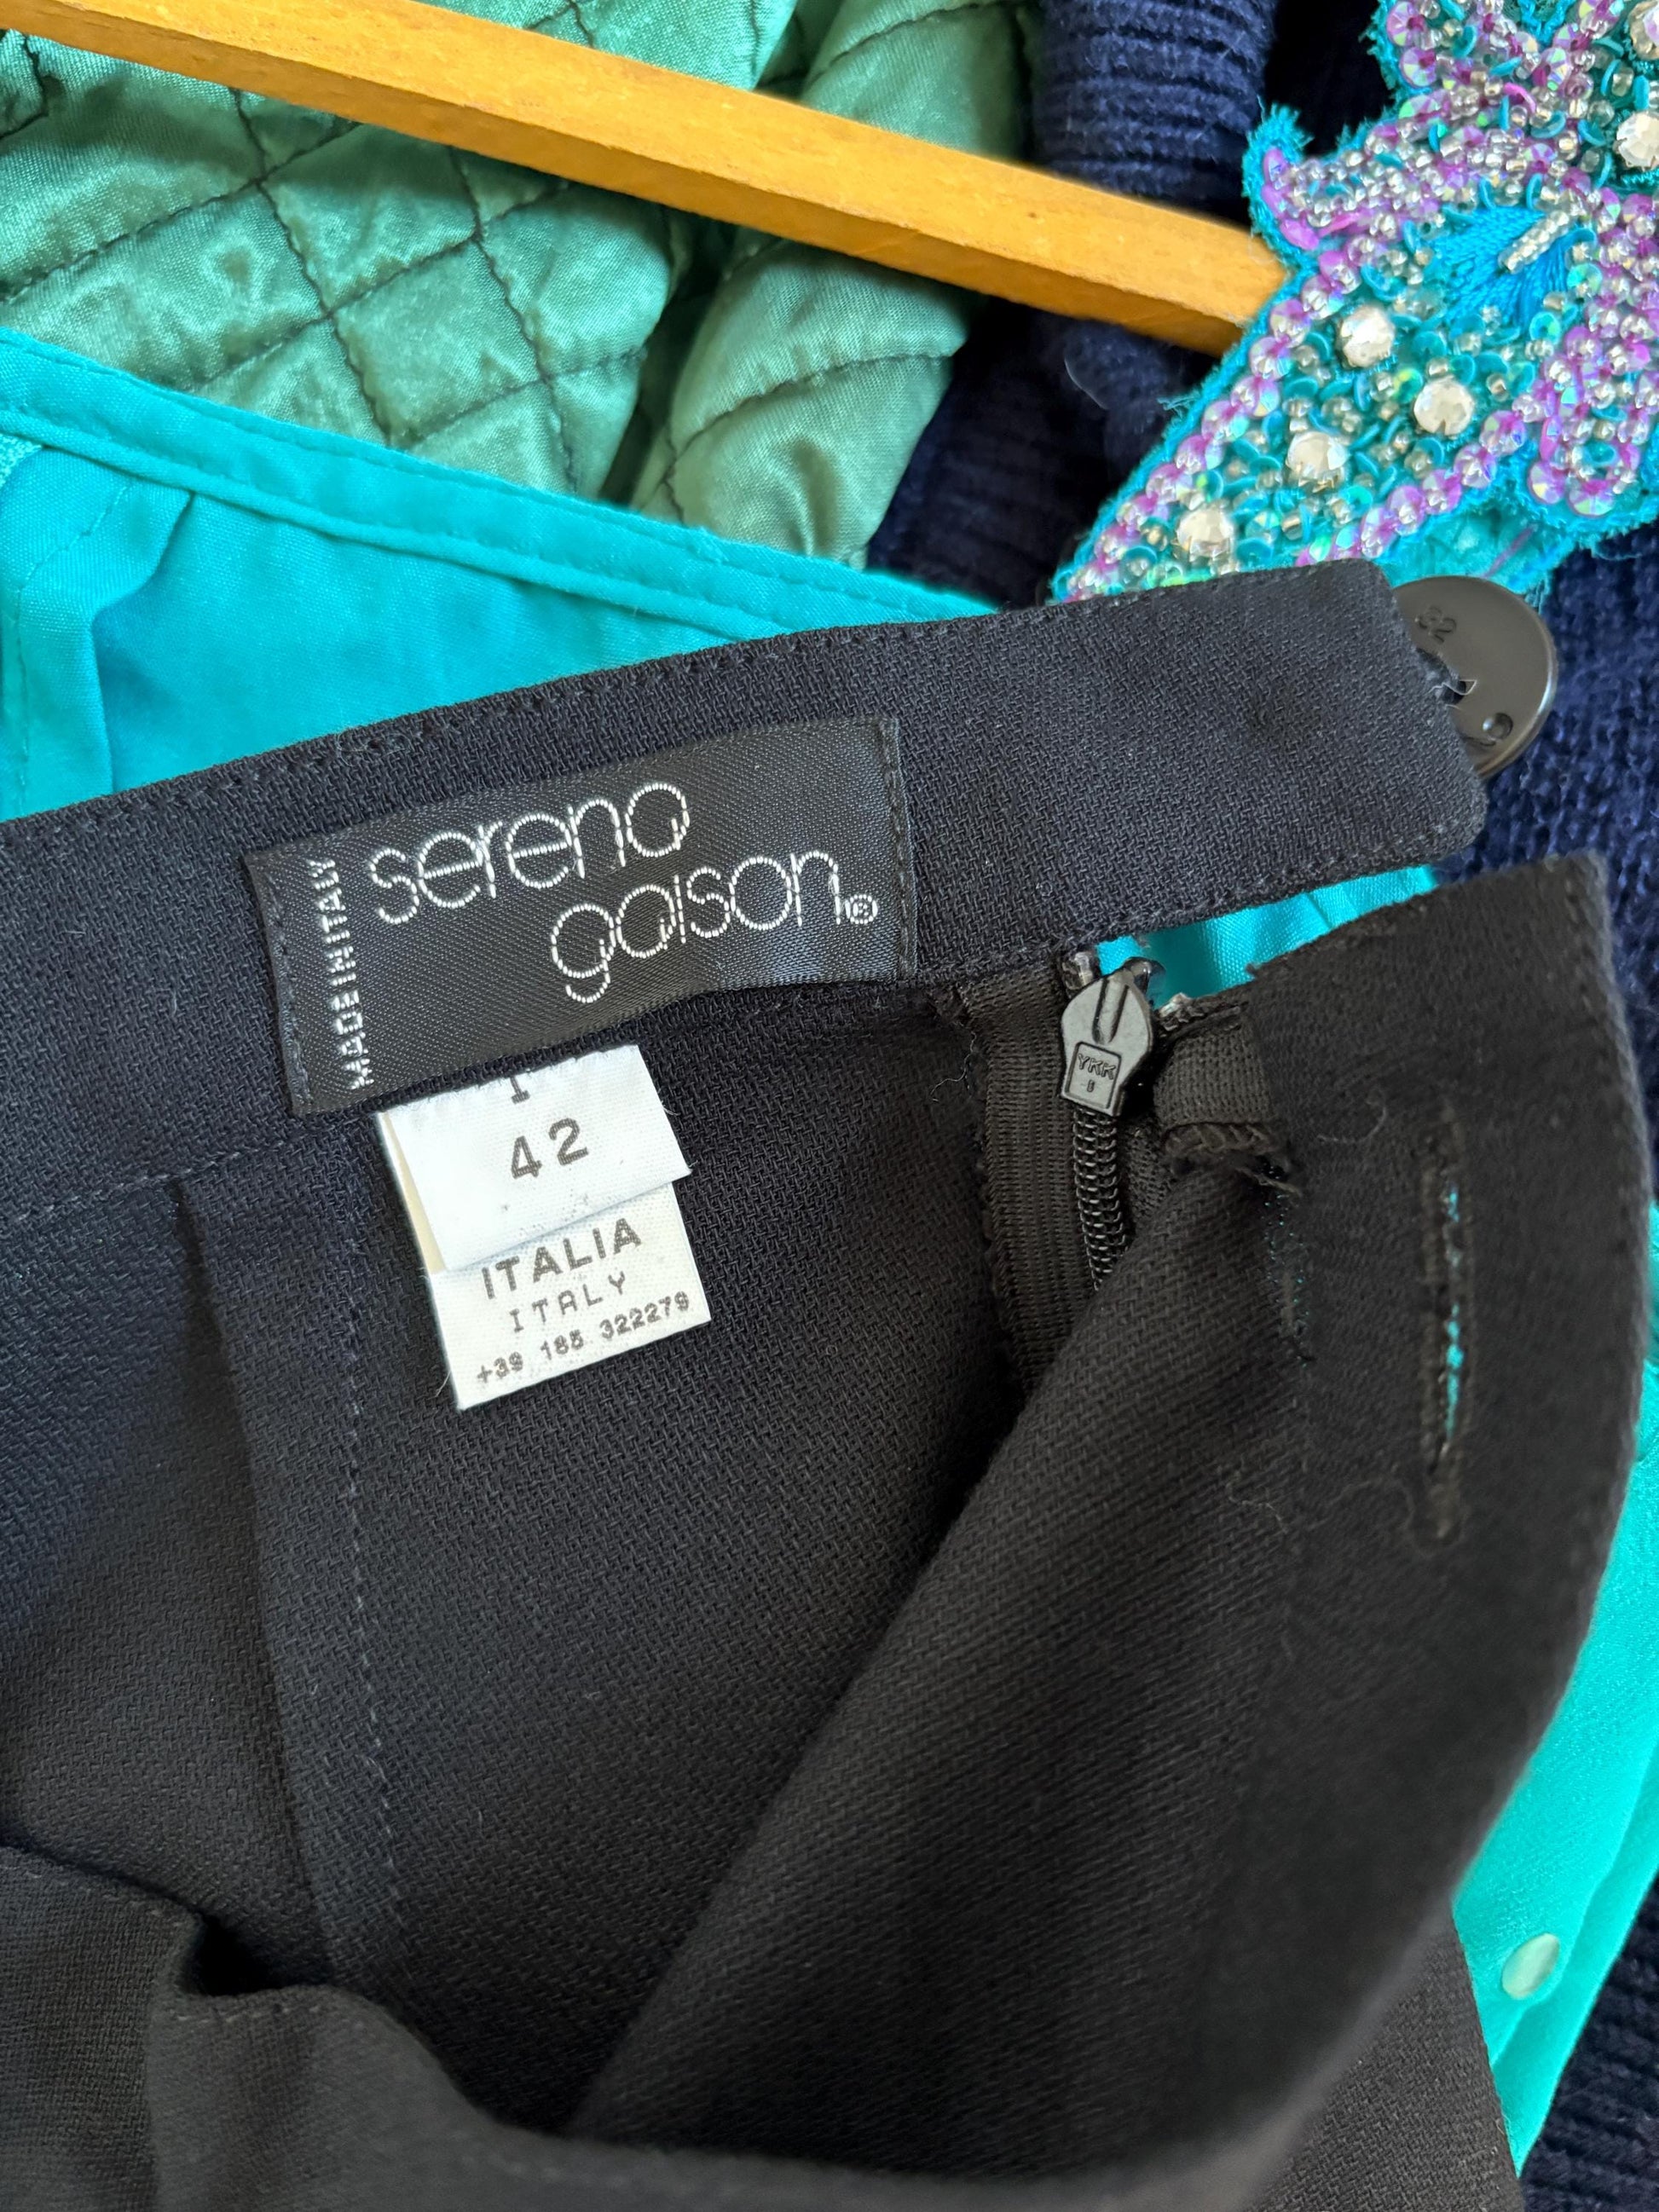 MADE IN ITALY
serena
gaison®
I
42
ITALIA
ITALY
+39 185 322279
YKK